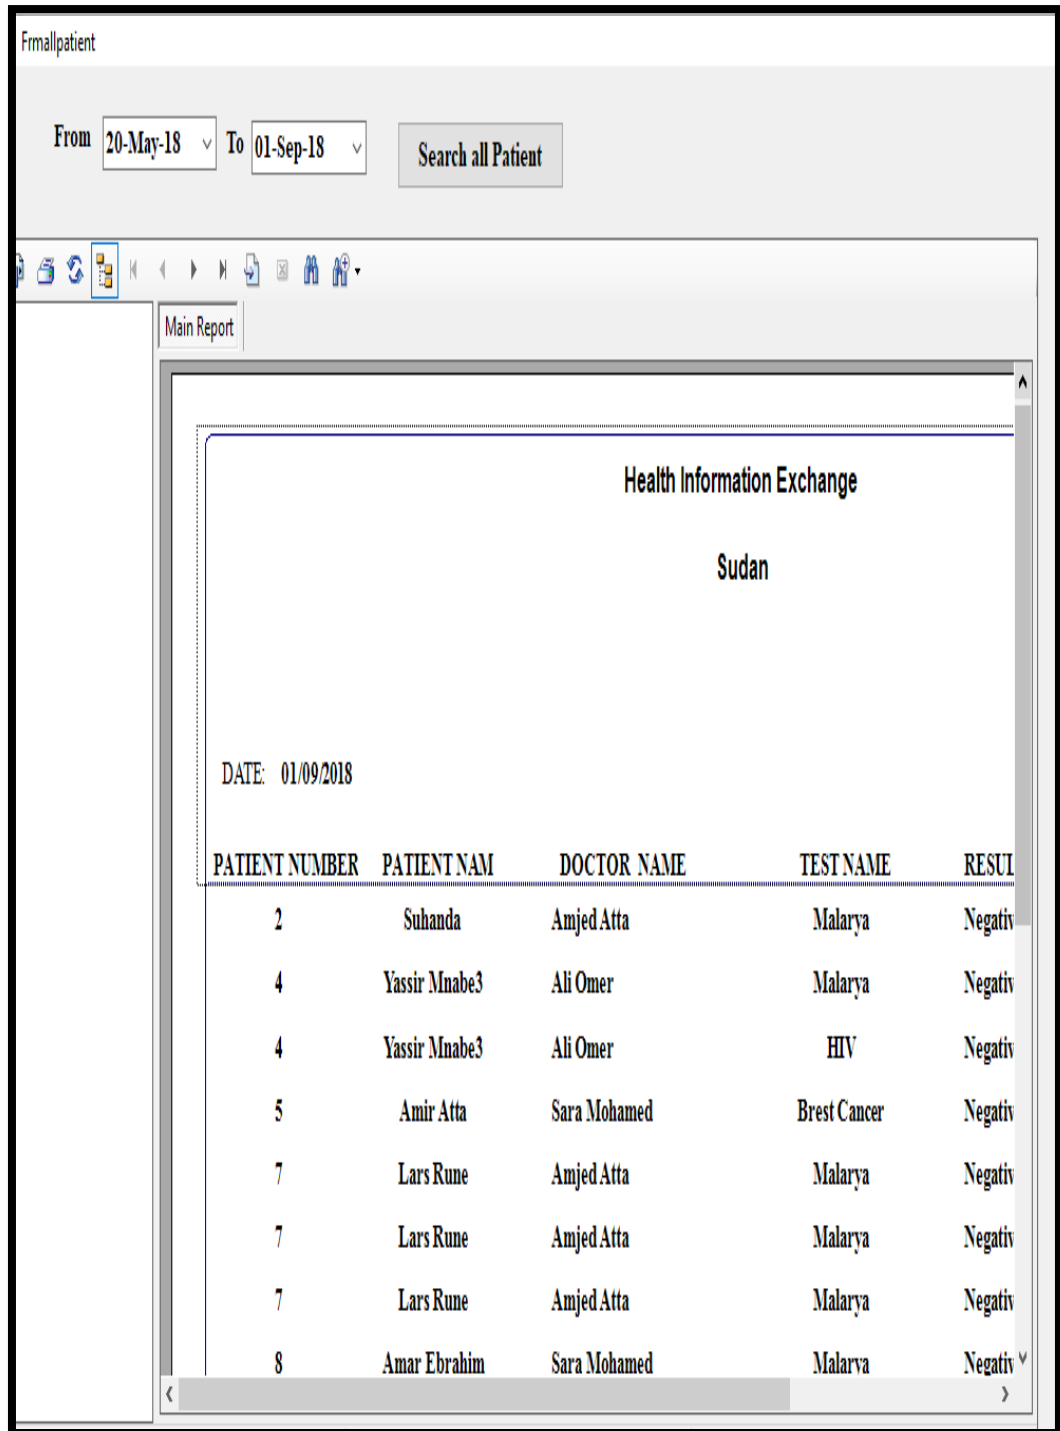 Frmallpatient
From 20-May-18 To 01-Sep-18 Search all Patient
Main Report
Health Information Exchange
Sudan
DATE: 01/09/2018
PATIENT NUMBER PATIENT NAM DOCTOR NAME TEST NAME RESUL
2 Suhanda Amjed Atta Malarya Negativ
4 Yassir Mnabe3 Ali Omer Malarya Negativ
4 Yassir Mnabe3 Ali Omer HIV Negativ
5 Amir Atta Sara Mohamed Brest Cancer Negativ
7 Lars Rune Amjed Atta Malarya Negativ
7 Lars Rune Amjed Atta Malarya Negativ
7 Lars Rune Amjed Atta Malarya Negativ
8 Amar Ebrahim Sara Mohamed Malarya Negativ